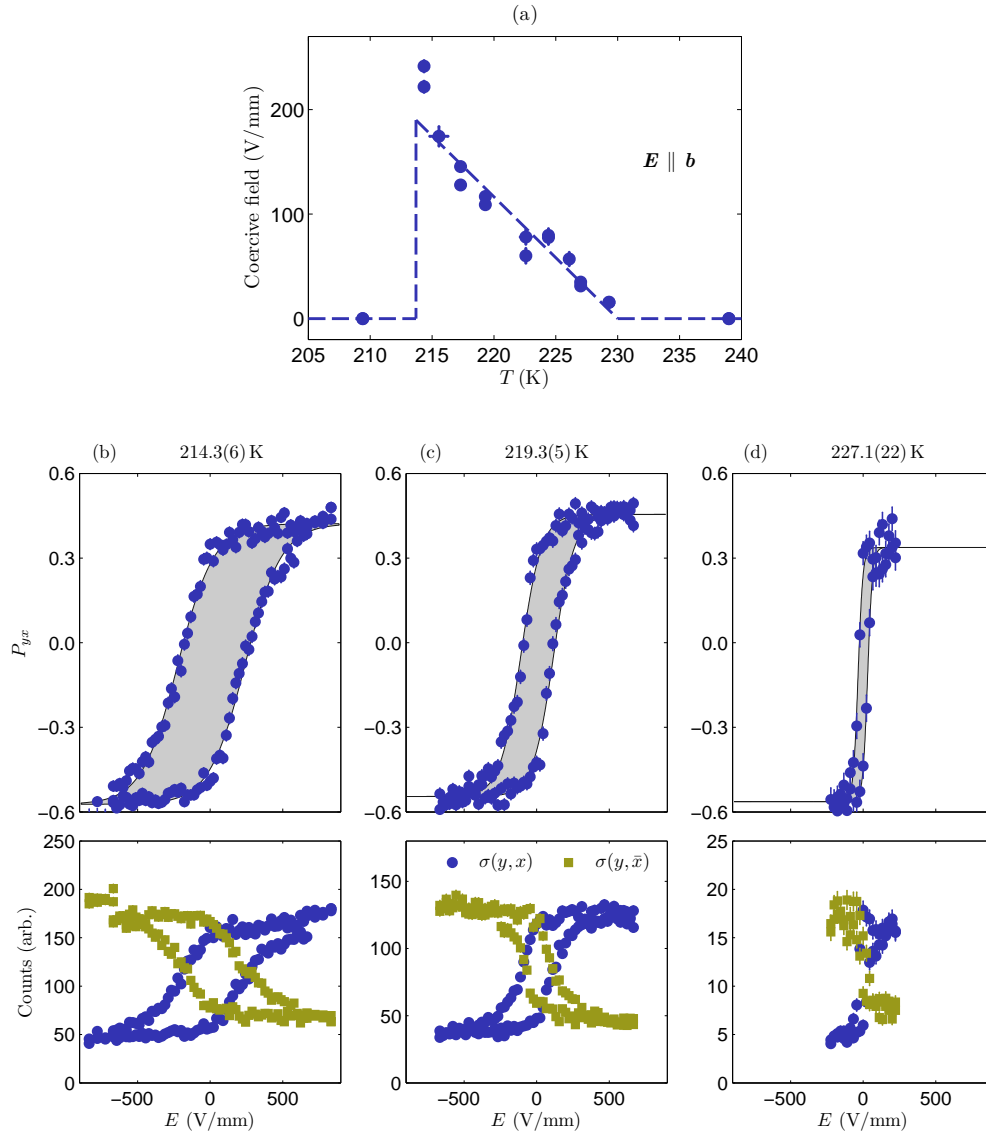 (a)
Coercive field (V/mm)
200
100
0
E ∥ b
205 210 215 220 225 230 235 240
T (K)
(b) 214.3(6) K
(c) 219.3(5) K
(d) 227.1(22) K
P_yx
0.6 0.6 0.6
0.3 0.3 0.3
0.0 0.0 0.0
−0.3 −0.3 −0.3
−0.6 −0.6 −0.6
Counts (arb.)
250
200
150
100
50
0
−500 0 500
E (V/mm)
σ(y, x) σ(y, x̄)
150
100
50
0
−500 0 500
E (V/mm)
25
20
15
10
5
0
−500 0 500
E (V/mm)